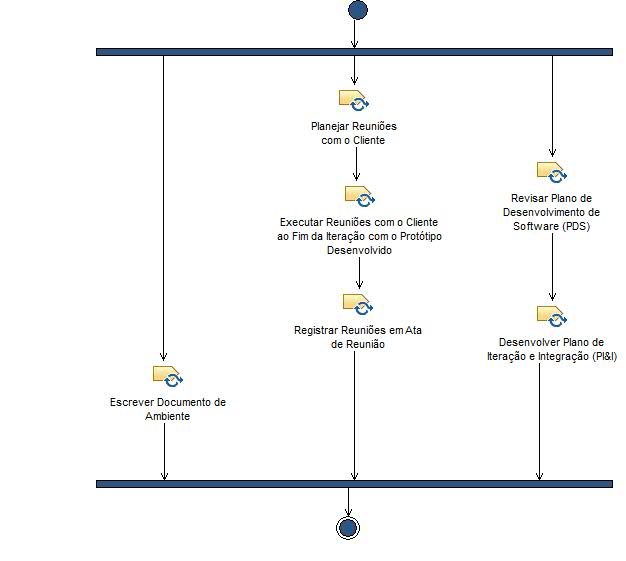 Planejar Reuniões
com o Cliente
Executar Reuniões com o Cliente
ao Fim da Iteração com o Protótipo
Desenvolvido
Registrar Reuniões em Ata
de Reunião
Revisar Plano de
Desenvolvimento de
Software (PDS)
Desenvolver Plano de
Iteração e Integração (PI&I)
Escrever Documento de
Ambiente